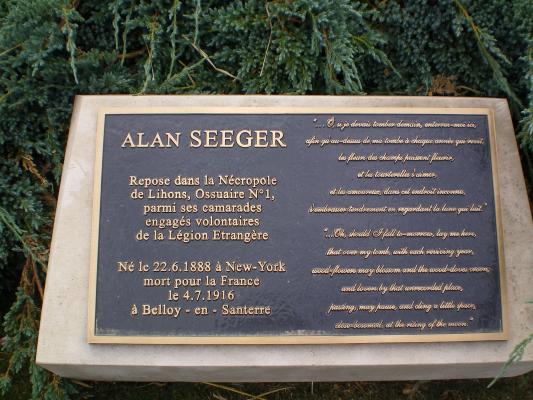 ALAN SEEGER
Repose dans la Nécropole
de Lihons, Ossuaire N°1,
parmi ses camarades
engagés volontaires
de la Légion Etrangère
Né le 22.6.1888 à New-York
mort pour la France
le 4.7.1916
à Belloy - en - Santerre
"... O, si je devais tomber demain, enterrez-moi ici,
afin qu'au-dessus de ma tombe à chaque année qui revit,
les fleurs des champs puissent fleurir,
et la tourterelle s'aimer,
et les amoureux, dans cet endroit inconnu,
s'embrasser tendrement en regardant la lune qui luit."
"...Oh, should I fall to-morrow, lay me here,
that over my tomb, with each reviving year,
wood-flowers may blossom and the wood-doves croon;
and lovers by that unrecorded place,
passing, may pause, and cling a little space,
close-bosomed, at the rising of the moon."